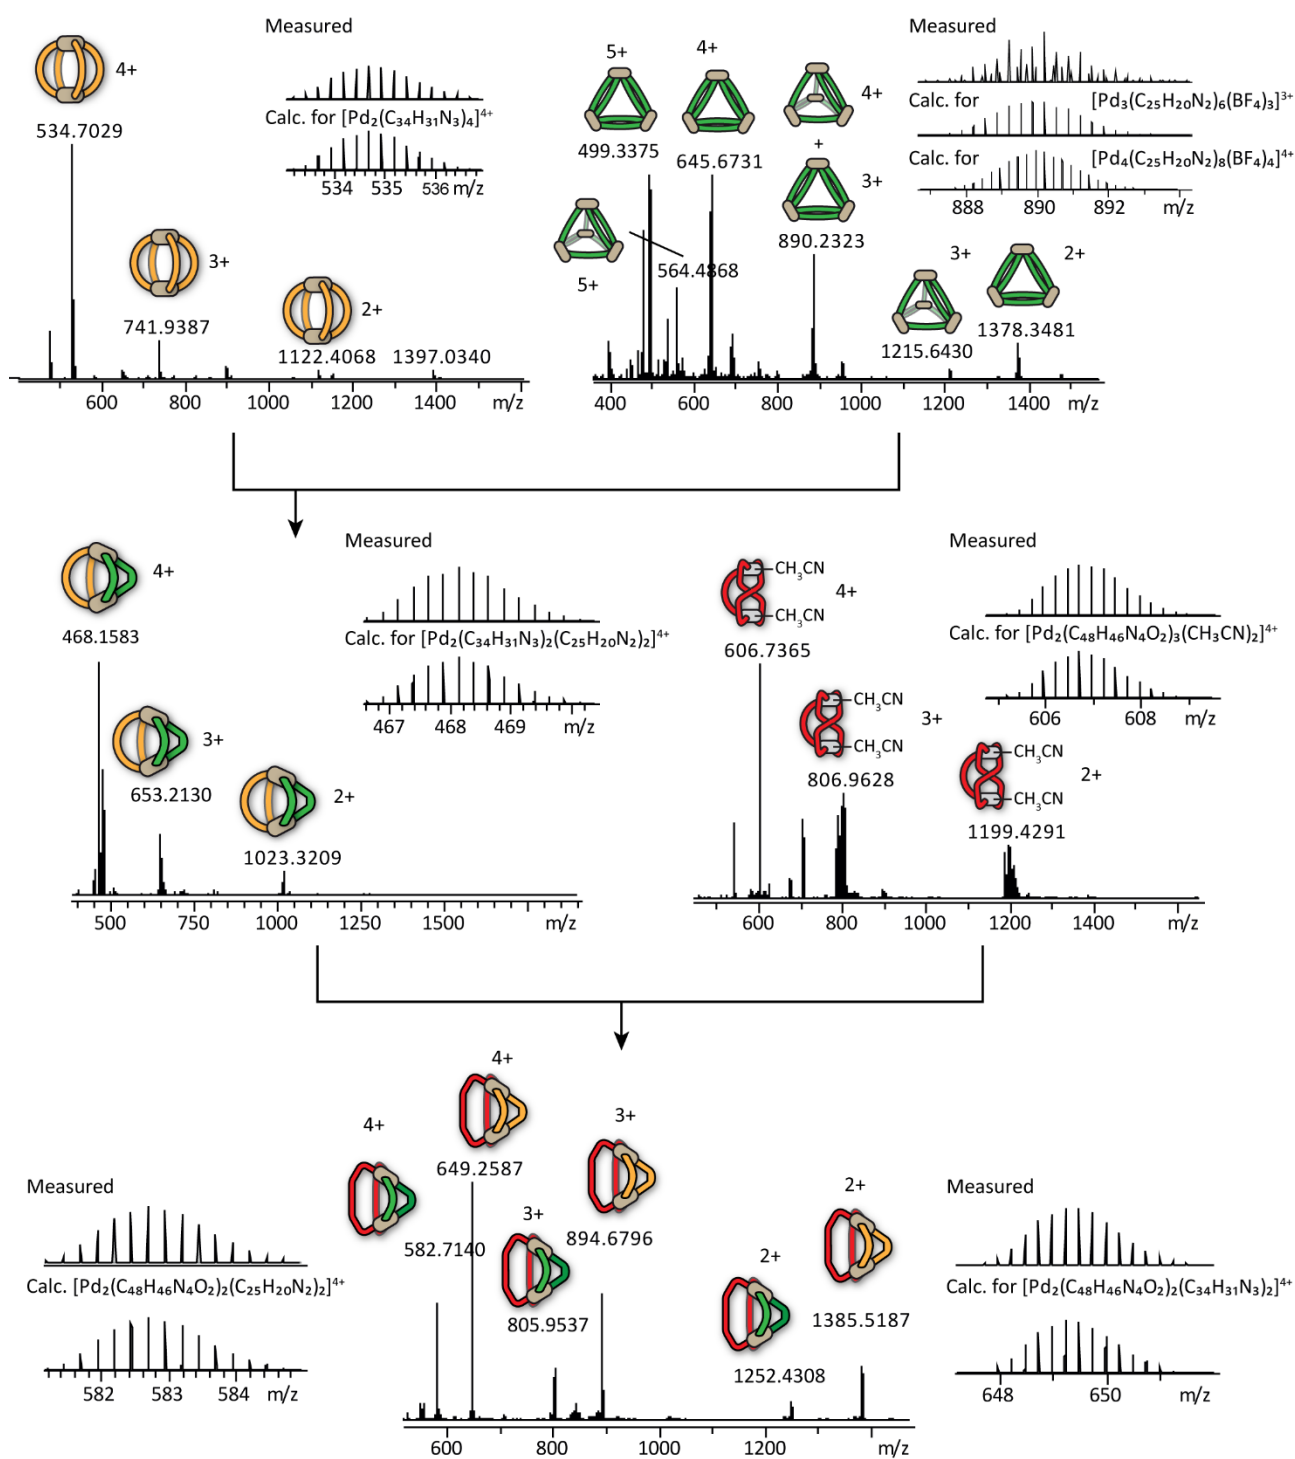 4+
534.7029
3+
741.9387
2+
1122.4068
1397.0340
600
800
1000
1200
1400
m/z
Measured
Calc. for [Pd₂(C₃₄H₃₁N₃)₄]⁴⁺
534
535
536 m/z
5+
499.3375
4+
645.6731
4+
+
3+
890.2323
5+
564.4868
3+
1215.6430
2+
1378.3481
400
600
800
1000
1200
1400
m/z
Measured
Calc. for [Pd₃(C₂₅H₂₀N₂)₆(BF₄)₃]³⁺
Calc. for [Pd₄(C₂₅H₂₀N₂)₈(BF₄)₄]⁴⁺
888
890
892
m/z
4+
468.1583
3+
653.2130
2+
1023.3209
500
750
1000
1250
1500
m/z
Measured
Calc. for [Pd₂(C₃₄H₃₁N₃)₂(C₂₅H₂₀N₂)₂]⁴⁺
467
468
469
m/z
CH₃CN
4+
CH₃CN
606.7365
CH₃CN
3+
CH₃CN
806.9628
CH₃CN
2+
CH₃CN
1199.4291
600
800
1000
1200
1400
m/z
Measured
Calc. for [Pd₂(C₄₈H₄₆N₄O₂)₃(CH₃CN)₂]⁴⁺
606
608
m/z
Measured
Calc. [Pd₂(C₄₈H₄₆N₄O₂)₂(C₂₅H₂₀N₂)₂]⁴⁺
582
583
584
m/z
4+
582.7140
4+
649.2587
3+
805.9537
3+
894.6796
2+
1252.4308
2+
1385.5187
600
800
1000
1200
m/z
Measured
Calc. for [Pd₂(C₄₈H₄₆N₄O₂)₂(C₃₄H₃₁N₃)₂]⁴⁺
648
650
m/z